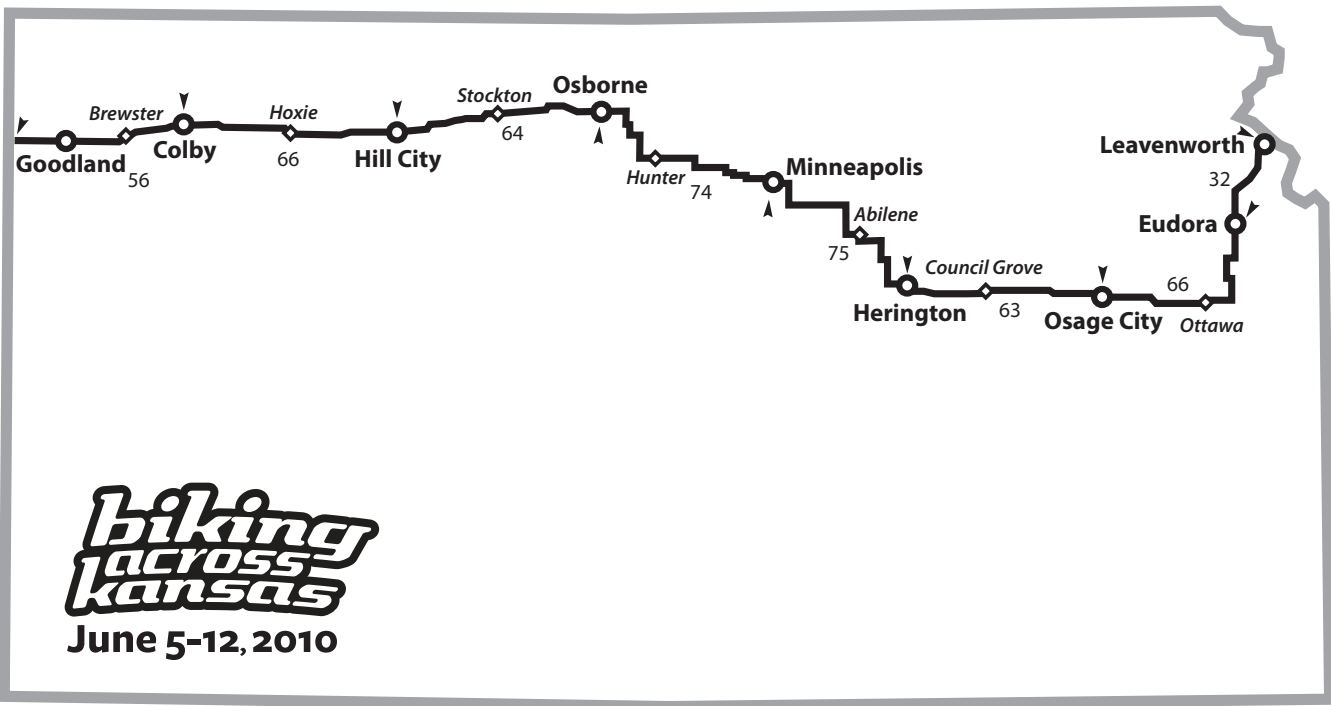 Osborne
Stockton
Brewster
Hoxie
64
Goodland
Colby
66
Hill City
56
Hunter
74
Minneapolis
Leavenworth
32
Abilene
Eudora
75
Council Grove
66
Herington
63
Osage City
Ottawa
biking
across
kansas
June 5-12, 2010